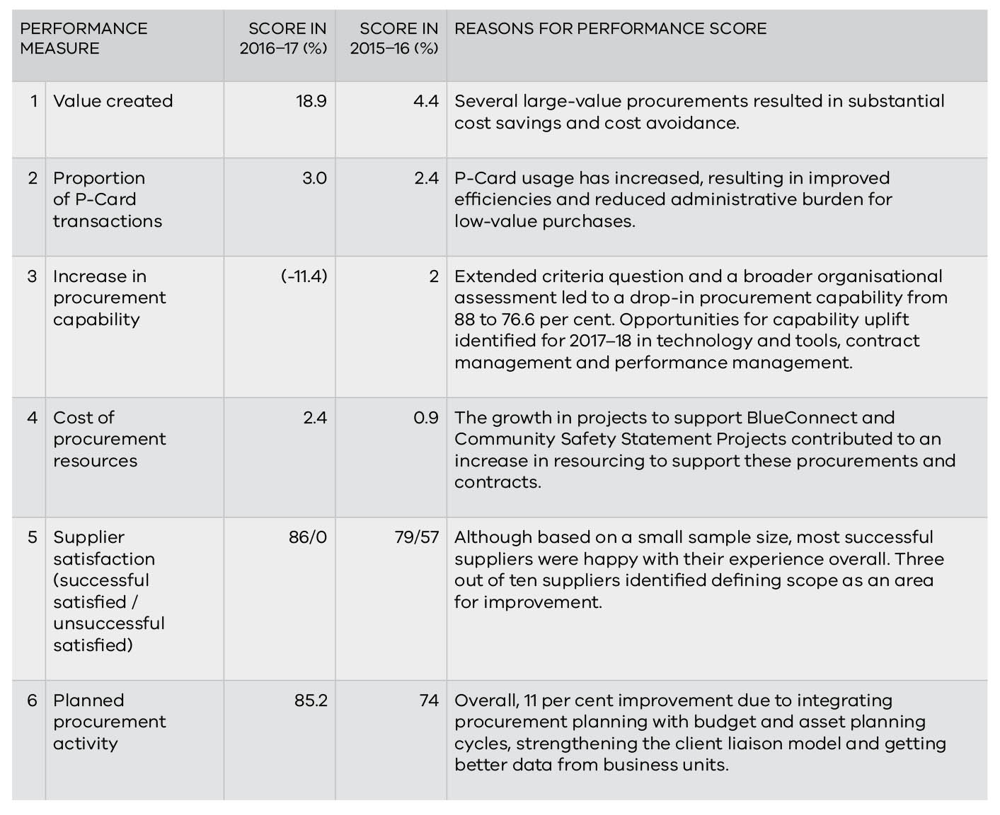 PERFORMANCE MEASURE
SCORE IN 2016–17 (%)
SCORE IN 2015–16 (%)
REASONS FOR PERFORMANCE SCORE
1
Value created
18.9
4.4
Several large-value procurements resulted in substantial
cost savings and cost avoidance.
2
Proportion
of P-Card
transactions
3.0
2.4
P-Card usage has increased, resulting in improved
efficiencies and reduced administrative burden for
low-value purchases.
3
Increase in
procurement
capability
(-11.4)
2
Extended criteria question and a broader organisational
assessment led to a drop-in procurement capability from
88 to 76.6 per cent. Opportunities for capability uplift
identified for 2017–18 in technology and tools, contract
management and performance management.
4
Cost of
procurement
resources
2.4
0.9
The growth in projects to support BlueConnect and
Community Safety Statement Projects contributed to an
increase in resourcing to support these procurements and
contracts.
5
Supplier
satisfaction
(successful
satisfied /
unsuccessful
satisfied)
86/0
79/57
Although based on a small sample size, most successful
suppliers were happy with their experience overall. Three
out of ten suppliers identified defining scope as an area
for improvement.
6
Planned
procurement
activity
85.2
74
Overall, 11 per cent improvement due to integrating
procurement planning with budget and asset planning
cycles, strengthening the client liaison model and getting
better data from business units.